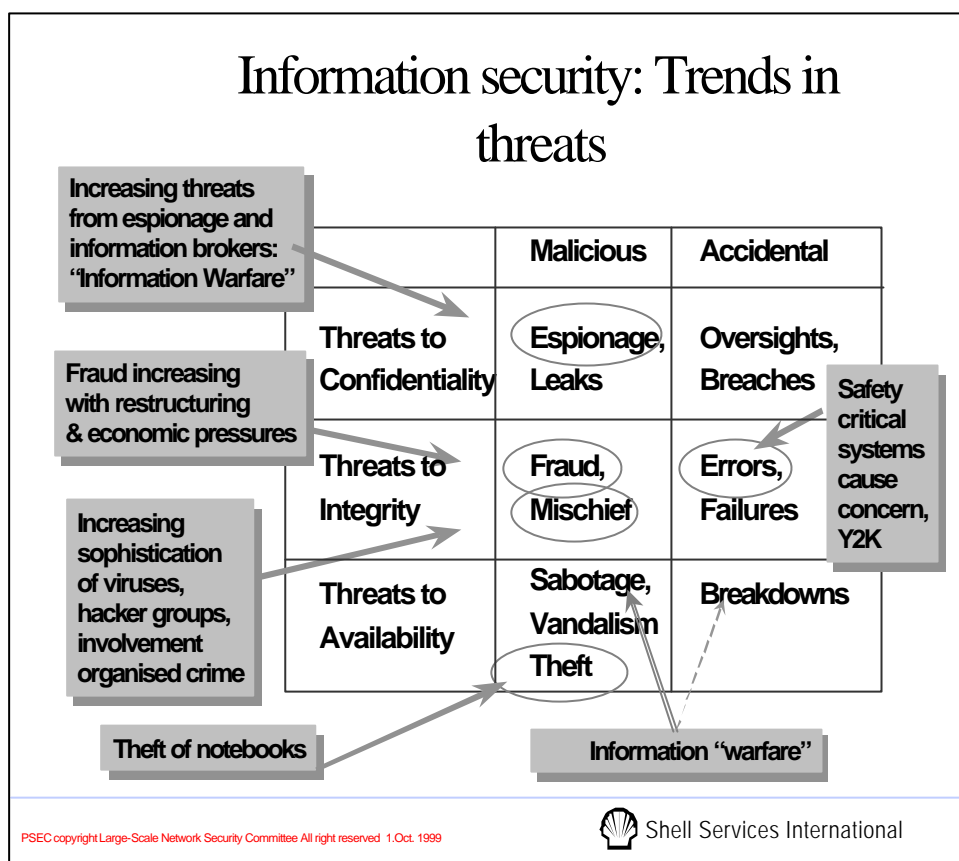 Information security: Trends in
threats
Increasing threats
from espionage and
information brokers:
“Information Warfare”
Malicious
Accidental
Threats to
Confidentiality
Espionage,
Leaks
Oversights,
Breaches
Fraud increasing
with restructuring
& economic pressures
Safety
critical
systems
cause
concern,
Y2K
Threats to
Integrity
Fraud,
Mischief
Errors,
Failures
Increasing
sophistication
of viruses,
hacker groups,
involvement
organised crime
Threats to
Availability
Sabotage,
Vandalism
Theft
Breakdowns
Theft of notebooks
Information “warfare”
PSEC copyright Large-Scale Network Security Committee All right reserved 1.Oct. 1999
Shell Services International